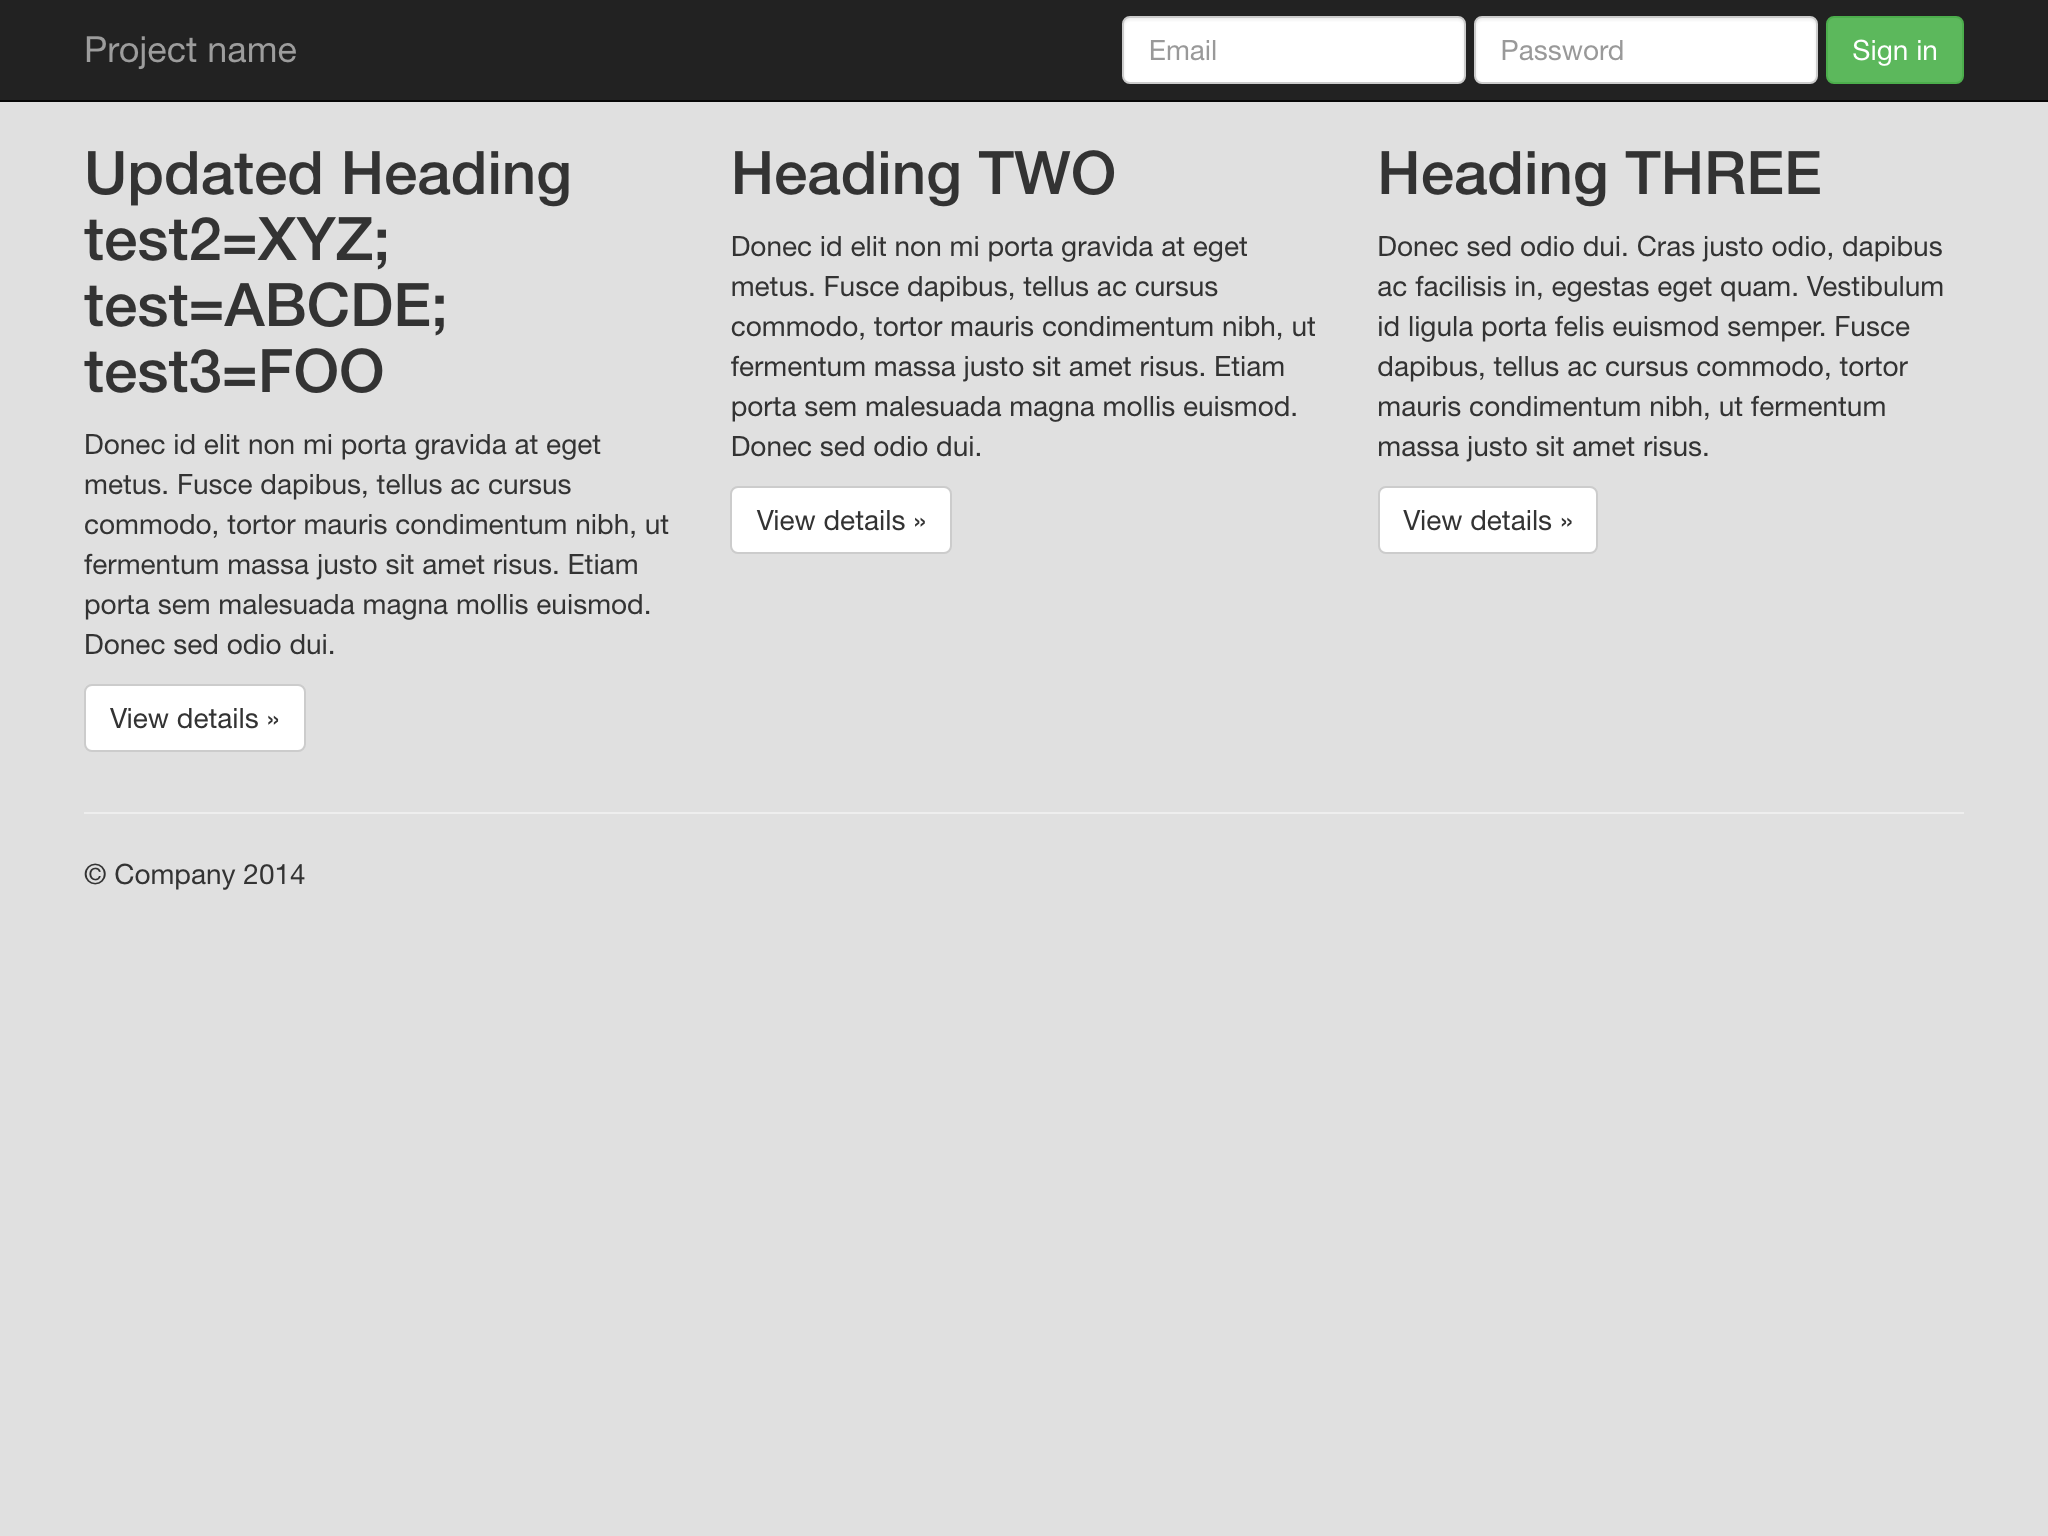 Project name
Email
Password
Sign in
Updated Heading
test2=XYZ;
test=ABCDE;
test3=FOO
Donec id elit non mi porta gravida at eget
metus. Fusce dapibus, tellus ac cursus
commodo, tortor mauris condimentum nibh, ut
fermentum massa justo sit amet risus. Etiam
porta sem malesuada magna mollis euismod.
Donec sed odio dui.
View details »
Heading TWO
Donec id elit non mi porta gravida at eget
metus. Fusce dapibus, tellus ac cursus
commodo, tortor mauris condimentum nibh, ut
fermentum massa justo sit amet risus. Etiam
porta sem malesuada magna mollis euismod.
Donec sed odio dui.
View details »
Heading THREE
Donec sed odio dui. Cras justo odio, dapibus
ac facilisis in, egestas eget quam. Vestibulum
id ligula porta felis euismod semper. Fusce
dapibus, tellus ac cursus commodo, tortor
mauris condimentum nibh, ut fermentum
massa justo sit amet risus.
View details »
© Company 2014